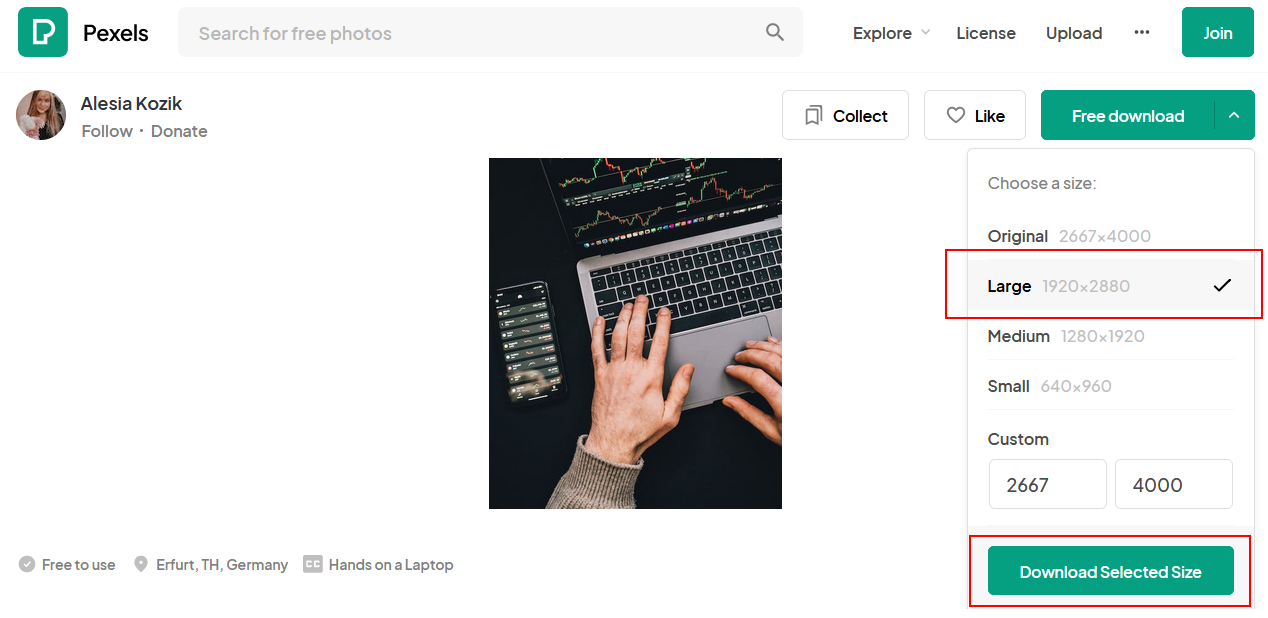 Pexels
Search for free photos
Explore
License
Upload
Join
Alesia Kozik
Follow • Donate
Collect
Like
Free download
Choose a size:
Original 2667×4000
Large 1920×2880
Medium 1280×1920
Small 640×960
Custom
2667
4000
Download Selected Size
Free to use
Erfurt, TH, Germany
CC Hands on a Laptop